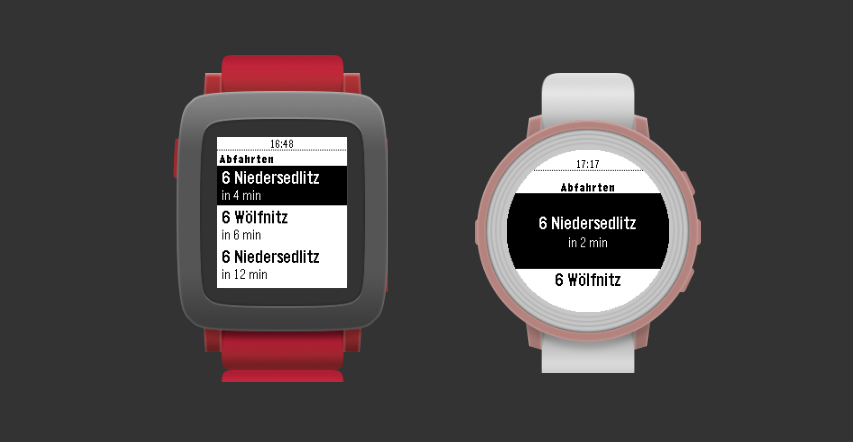 16:48
Abfahrten
6 Niedersedlitz
in 4 min
6 Wölfnitz
in 6 min
6 Niedersedlitz
in 12 min
17:17
Abfahrten
6 Niedersedlitz
in 2 min
6 Wölfnitz